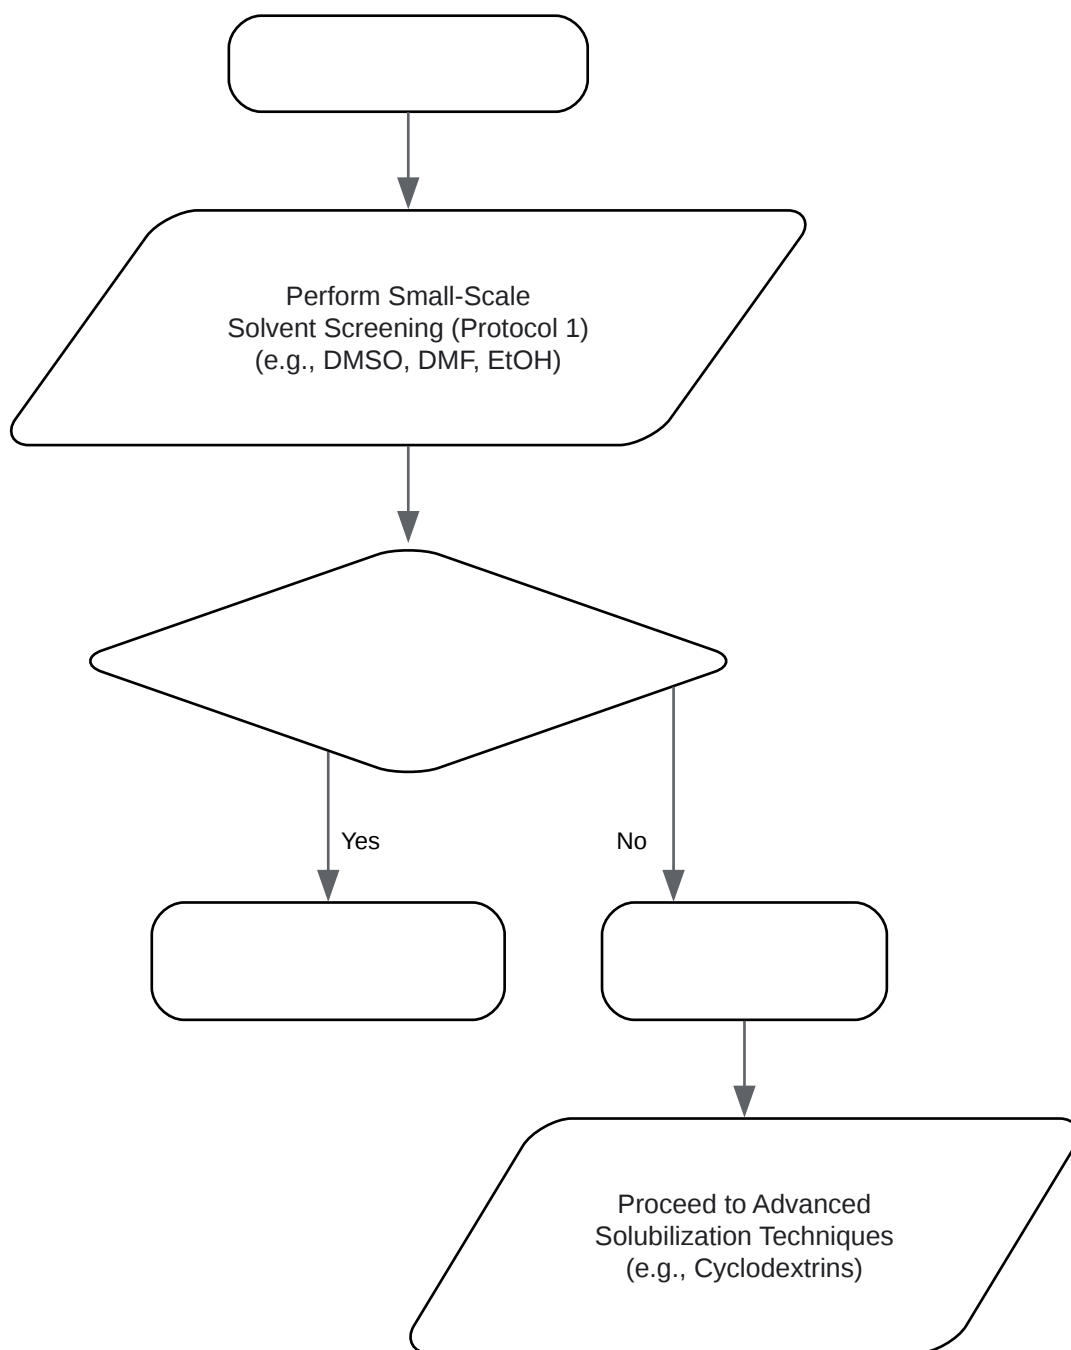 Perform Small-Scale
Solvent Screening (Protocol 1)
(e.g., DMSO, DMF, EtOH)
Yes
No
Proceed to Advanced
Solubilization Techniques
(e.g., Cyclodextrins)